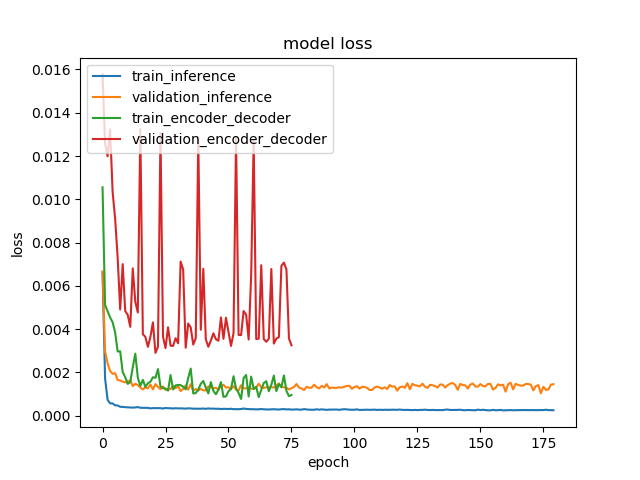 model loss
train_inference
validation_inference
train_encoder_decoder
validation_encoder_decoder
0.016
0.014
0.012
0.010
0.008
0.006
0.004
0.002
0.000
loss
0 25 50 75 100 125 150 175
epoch